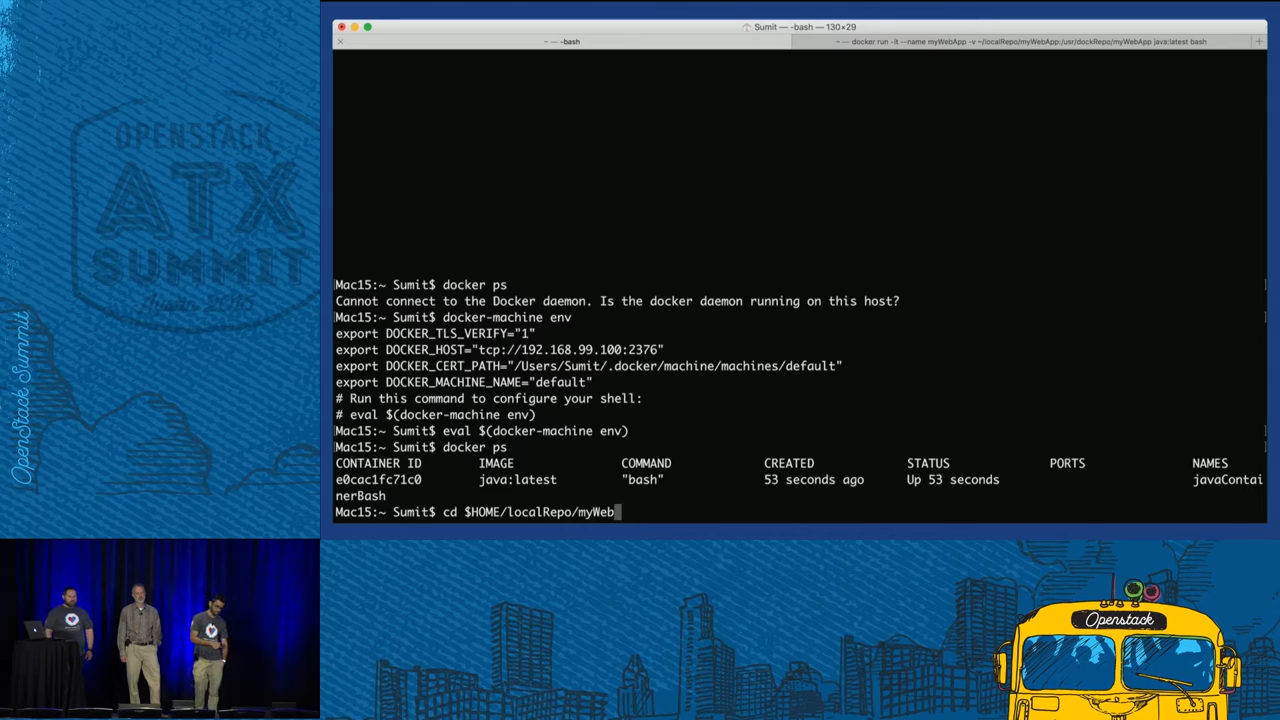 Sumit — -bash — 130×29
~ — -bash
~ — docker run -it --name myWebApp -v ~/localRepo/myWebApp:/usr/dockRepo/myWebApp java:latest bash
Mac15:~ Sumit$ docker ps
Cannot connect to the Docker daemon. Is the docker daemon running on this host?
Mac15:~ Sumit$ docker-machine env
export DOCKER_TLS_VERIFY="1"
export DOCKER_HOST="tcp://192.168.99.100:2376"
export DOCKER_CERT_PATH="/Users/Sumit/.docker/machine/machines/default"
export DOCKER_MACHINE_NAME="default"
# Run this command to configure your shell:
# eval $(docker-machine env)
Mac15:~ Sumit$ eval $(docker-machine env)
Mac15:~ Sumit$ docker ps
CONTAINER ID IMAGE COMMAND CREATED STATUS PORTS NAMES
e0cac1fc71c0 java:latest "bash" 53 seconds ago Up 53 seconds javaContai
nerBash
Mac15:~ Sumit$ cd $HOME/localRepo/myWeb
OPENSTACK
ATX
SUMMIT
Austin 2016
OpenStack Summit
Openstack